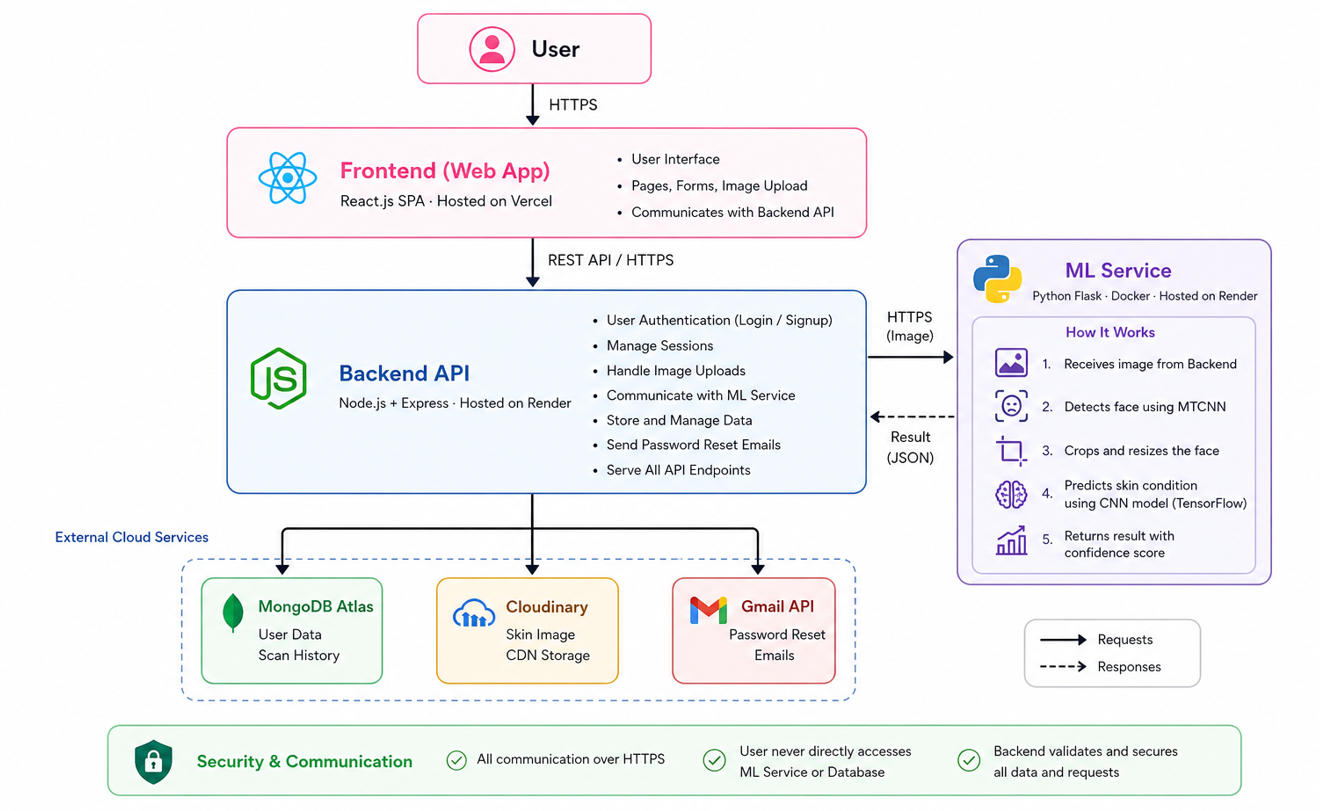 User
HTTPS
Frontend (Web App)
React.js SPA · Hosted on Vercel
• User Interface
• Pages, Forms, Image Upload
• Communicates with Backend API
REST API / HTTPS
JS
Backend API
Node.js + Express · Hosted on Render
• User Authentication (Login / Signup)
• Manage Sessions
• Handle Image Uploads
• Communicate with ML Service
• Store and Manage Data
• Send Password Reset Emails
• Serve All API Endpoints
HTTPS
(Image)
Result
(JSON)
ML Service
Python Flask · Docker · Hosted on Render
How It Works
1. Receives image from Backend
2. Detects face using MTCNN
3. Crops and resizes the face
4. Predicts skin condition
using CNN model (TensorFlow)
5. Returns result with
confidence score
External Cloud Services
MongoDB Atlas
User Data
Scan History
Cloudinary
Skin Image
CDN Storage
Gmail API
Password Reset
Emails
Requests
Responses
Security & Communication
All communication over HTTPS
User never directly accesses
ML Service or Database
Backend validates and secures
all data and requests